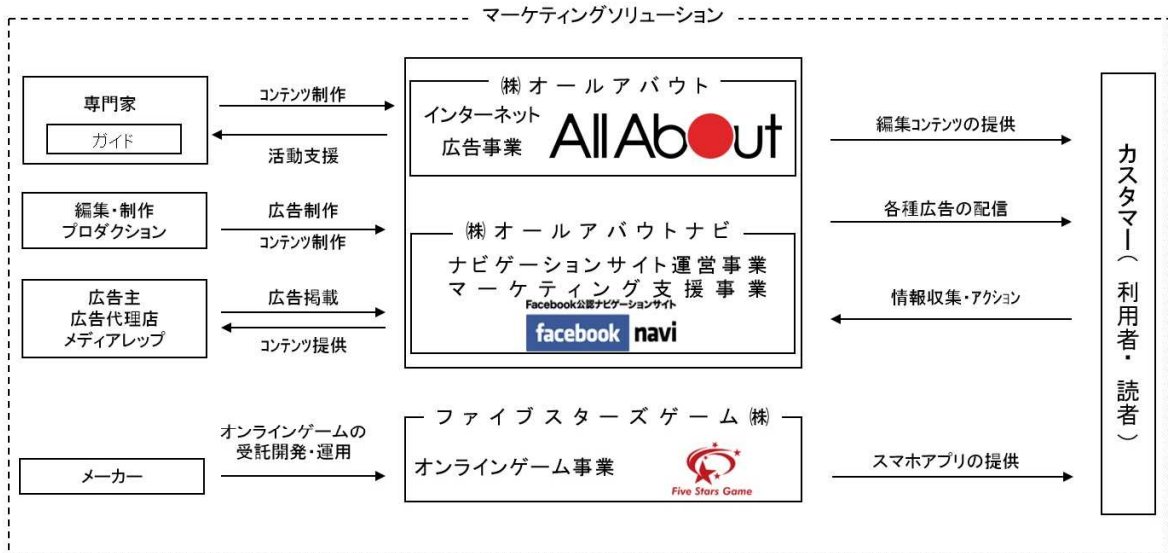 マーケティングソリューション
専門家
ガイド
コンテンツ制作
活動支援
編集・制作
プロダクション
広告制作
コンテンツ制作
広告主
広告代理店
メディアレップ
広告掲載
コンテンツ提供
メーカー
オンラインゲームの
受託開発・運用
㈱オールアバウト
インターネット
広告事業
AllAbout
㈱オールアバウトナビ
ナビゲーションサイト運営事業
マーケティング支援事業
Facebook公認ナビゲーションサイト
facebook navi
ファイブスターズゲーム㈱
オンラインゲーム事業
Five Stars Game
編集コンテンツの提供
各種広告の配信
情報収集・アクション
スマホアプリの提供
カスタマー(利用者・読者)